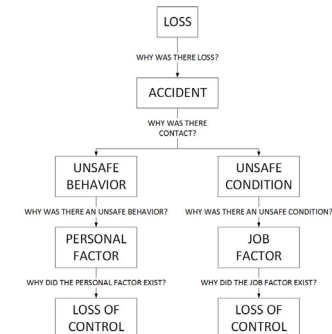 LOSS
WHY WAS THERE LOSS?
ACCIDENT
WHY WAS THERE
CONTACT?
UNSAFE
BEHAVIOR
UNSAFE
CONDITION
WHY WAS THERE AN UNSAFE BEHAVIOR?
WHY WAS THERE AN UNSAFE CONDITION?
PERSONAL
FACTOR
JOB
FACTOR
WHY DID THE PERSONAL FACTOR EXIST?
WHY DID THE JOB FACTOR EXIST?
LOSS OF
CONTROL
LOSS OF
CONTROL